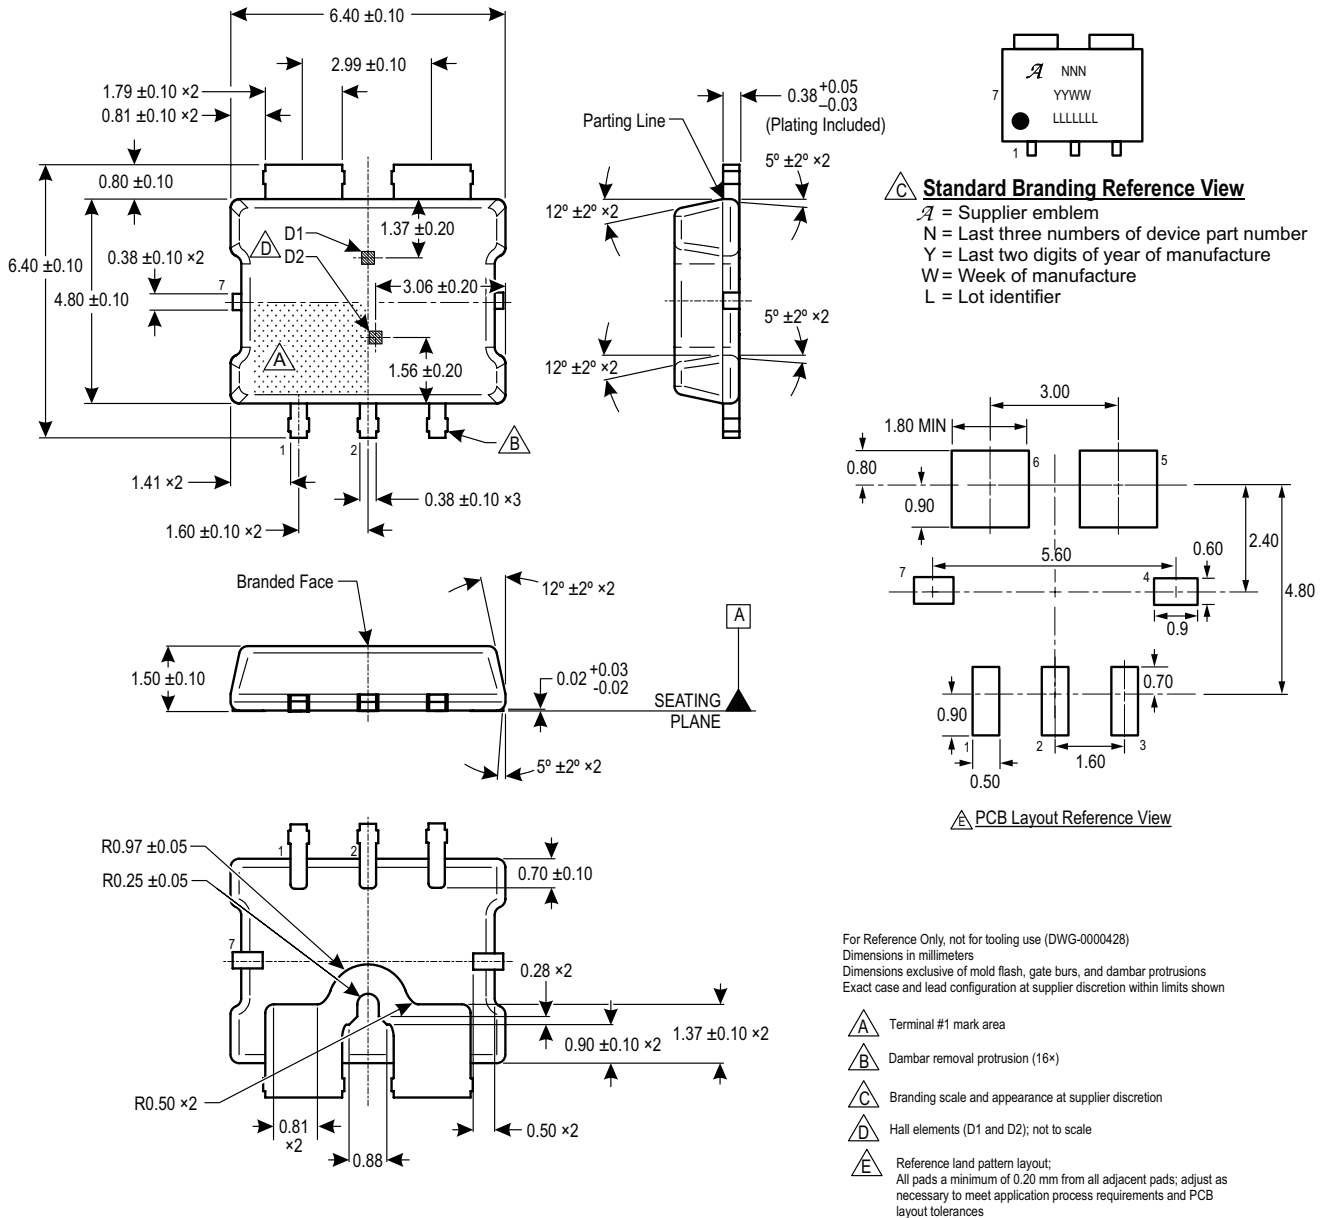 6.40 ±0.10
2.99 ±0.10
1.79 ±0.10 ×2
0.81 ±0.10 ×2
0.80 ±0.10
6.40 ±0.10
4.80 ±0.10
0.38 ±0.10 ×2
7
D1
D
D2
1.37 ±0.20
3.06 ±0.20
A
1.56 ±0.20
1
2
B
1.41 ×2
0.38 ±0.10 ×3
1.60 ±0.10 ×2
Parting Line
0.38 +0.05
–0.03
(Plating Included)
5º ±2º ×2
12º ±2º ×2
5º ±2º ×2
12º ±2º ×2
A NNN
7
YYWW
LLLLLLL
1
C Standard Branding Reference View
A = Supplier emblem
N = Last three numbers of device part number
Y = Last two digits of year of manufacture
W = Week of manufacture
L = Lot identifier
3.00
1.80 MIN
0.80
6
5
0.90
2.40
5.60
0.60
7
4
4.80
0.9
0.70
0.90
1
2
3
1.60
0.50
E PCB Layout Reference View
Branded Face
12º ±2º ×2
A
1.50 ±0.10
0.02 +0.03
-0.02
SEATING
PLANE
5º ±2º ×2
R0.97 ±0.05
1
2
R0.25 ±0.05
0.70 ±0.10
7
0.28 ×2
1.37 ±0.10 ×2
0.90 ±0.10 ×2
R0.50 ×2
0.81
×2
0.50 ×2
0.88
For Reference Only, not for tooling use (DWG-0000428)
Dimensions in millimeters
Dimensions exclusive of mold flash, gate burs, and dambar protrusions
Exact case and lead configuration at supplier discretion within limits shown
A Terminal #1 mark area
B Dambar removal protrusion (16×)
C Branding scale and appearance at supplier discretion
D Hall elements (D1 and D2); not to scale
E Reference land pattern layout;
All pads a minimum of 0.20 mm from all adjacent pads; adjust as
necessary to meet application process requirements and PCB
layout tolerances